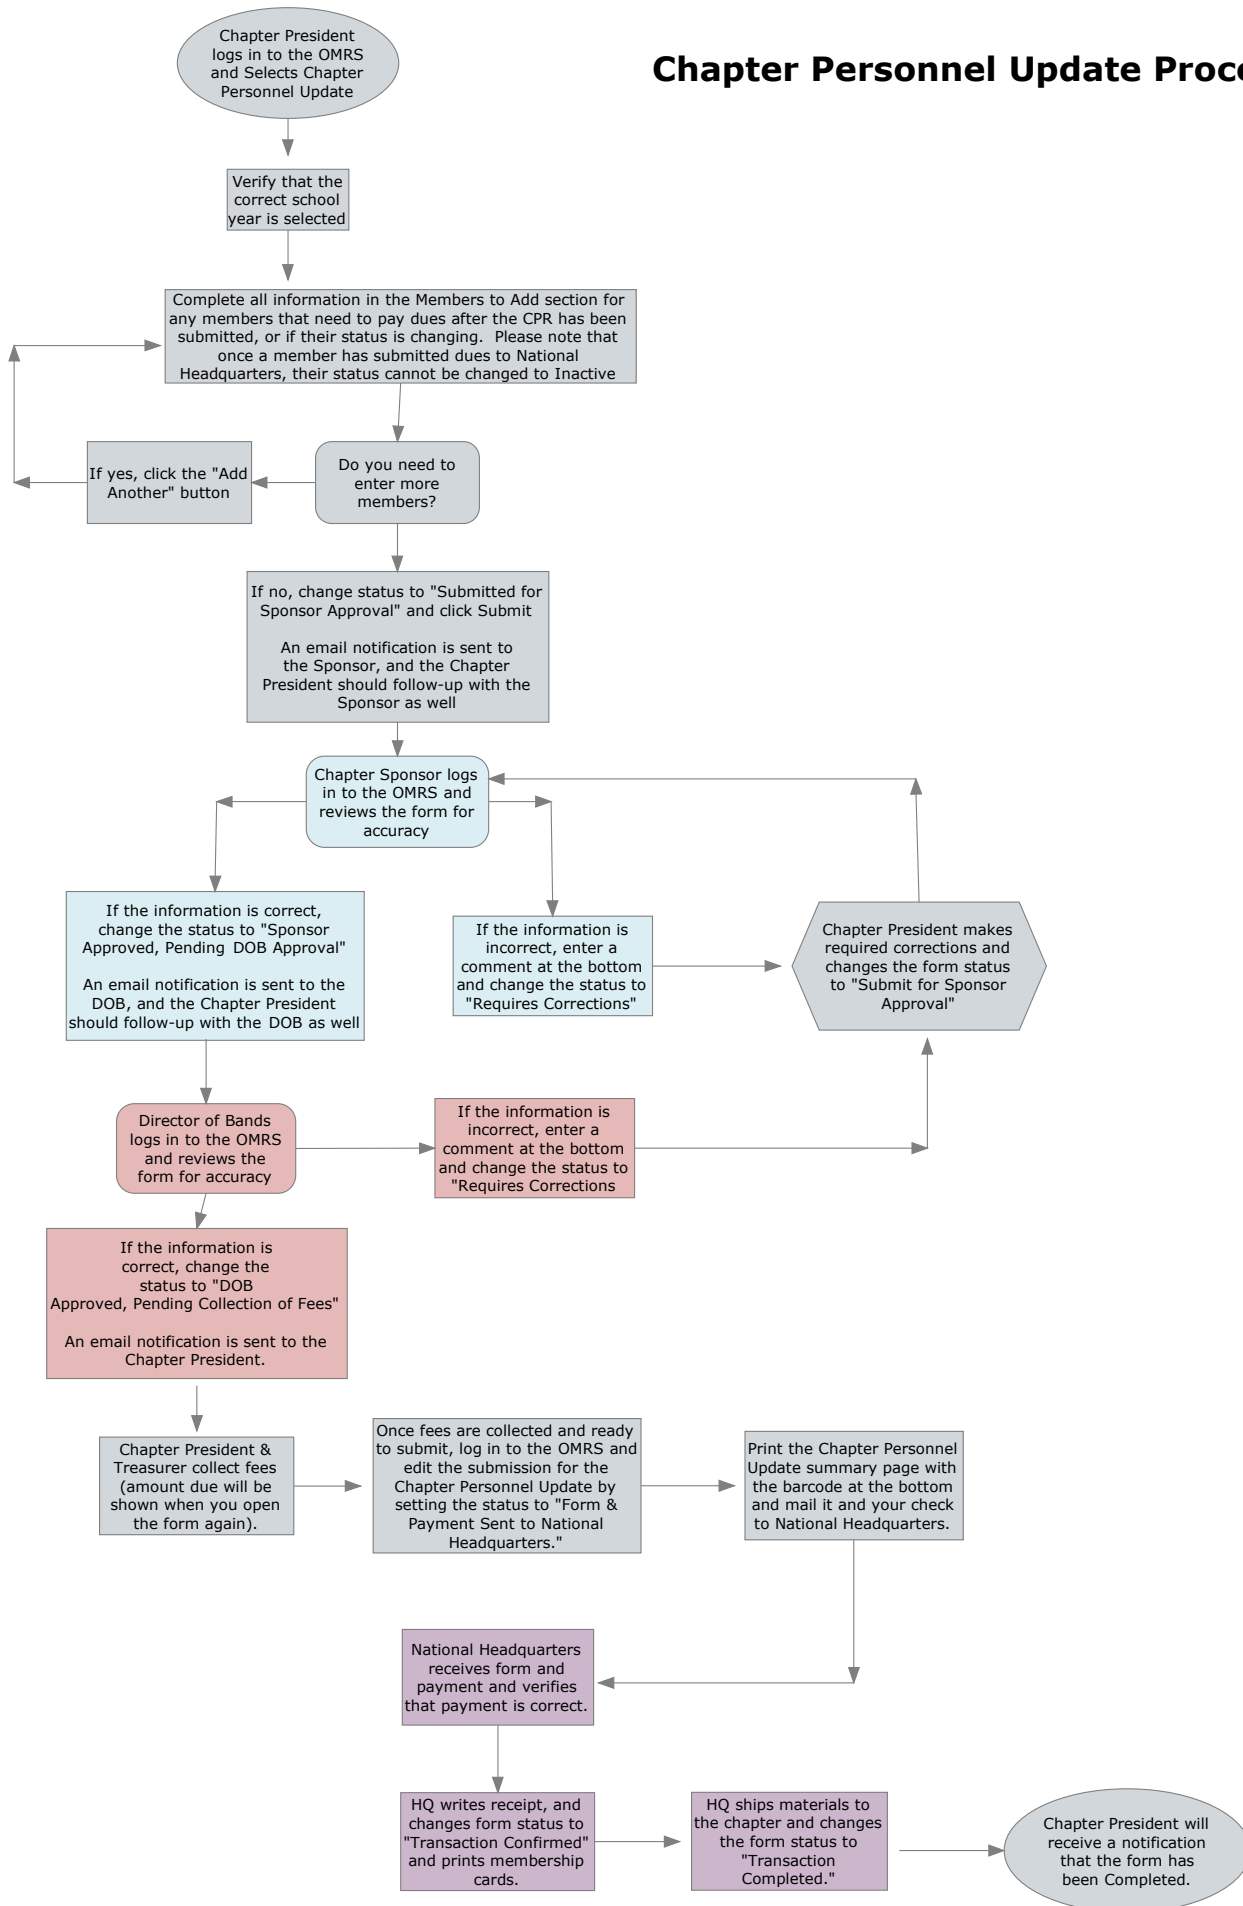 Chapter President
logs in to the OMRS
and Selects Chapter
Personnel Update
Chapter Personnel Update
Verify that the
correct school
year is selected
Complete all information in the Members to Add section for
any members that need to pay dues after the CPR has been
submitted, or if their status is changing. Please note that
once a member has submitted dues to National
Headquarters, their status cannot be changed to Inactive
If yes, click the "Add
Another" button
Do you need to
enter more
members?
If no, change status to "Submitted for
Sponsor Approval" and click Submit
An email notification is sent to
the Sponsor, and the Chapter
President should follow-up with the
Sponsor as well
Chapter Sponsor logs
in to the OMRS and
reviews the form for
accuracy
If the information is correct,
change the status to "Sponsor
Approved, Pending DOB Approval"
An email notification is sent to the
DOB, and the Chapter President
should follow-up with the DOB as well
If the information is
incorrect, enter a
comment at the bottom
and change the status to
"Requires Corrections"
Chapter President makes
required corrections and
changes the form status
to "Submit for Sponsor
Approval"
Director of Bands
logs in to the OMRS
and reviews the
form for accuracy
If the information is
incorrect, enter a
comment at the bottom
and change the status to
"Requires Corrections
If the information is
correct, change the
status to "DOB
Approved, Pending Collection of Fees"
An email notification is sent to the
Chapter President.
Chapter President &
Treasurer collect fees
(amount due will be
shown when you open
the form again).
Once fees are collected and ready
to submit, log in to the OMRS and
edit the submission for the
Chapter Personnel Update by
setting the status to "Form &
Payment Sent to National
Headquarters."
Print the Chapter Personnel
Update summary page with
the barcode at the bottom
and mail it and your check
to National Headquarters.
National Headquarters
receives form and
payment and verifies
that payment is correct.
HQ writes receipt, and
changes form status to
"Transaction Confirmed"
and prints membership
cards.
HQ ships materials to
the chapter and changes
the form status to
"Transaction
Completed."
Chapter President will
receive a notification
that the form has
been Completed.